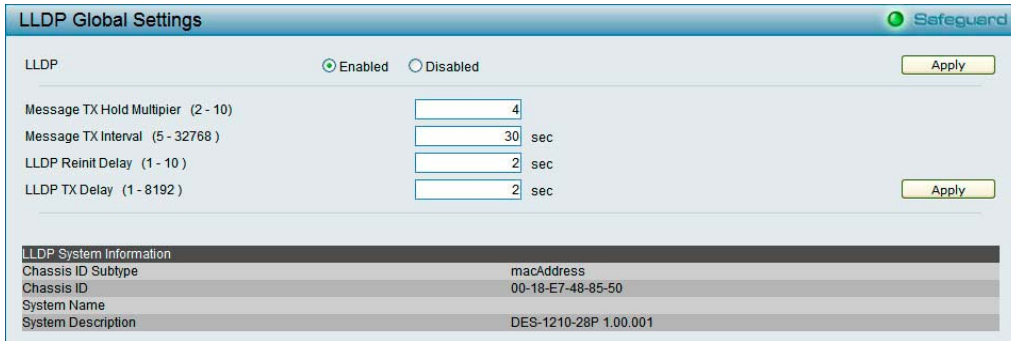 LLDP Global Settings Safeguard
LLDP Enabled Disabled Apply
Message TX Hold Multipier (2 - 10) 4
Message TX Interval (5 - 32768 ) 30 sec
LLDP Reinit Delay (1 - 10 ) 2 sec
LLDP TX Delay (1 - 8192 ) 2 sec Apply
LLDP System Information
Chassis ID Subtype macAddress
Chassis ID 00-18-E7-48-85-50
System Name
System Description DES-1210-28P 1.00.001